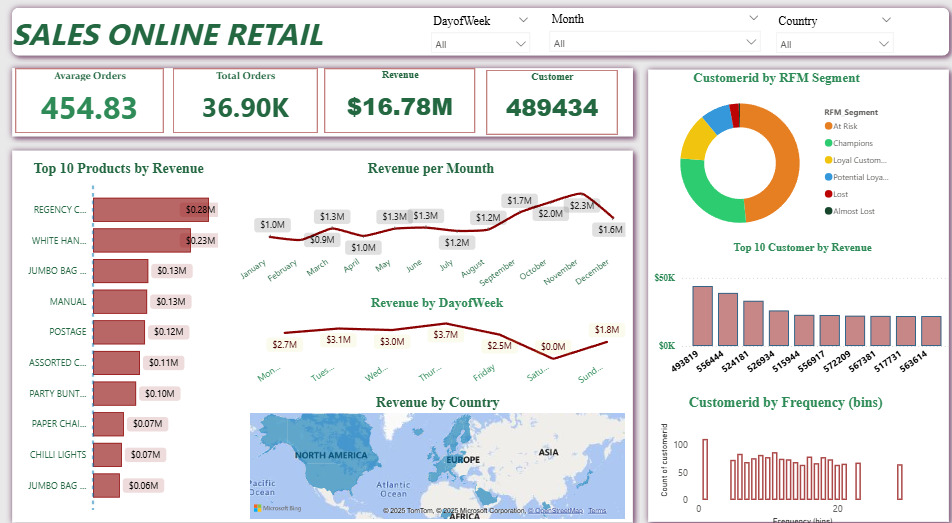 SALES ONLINE RETAIL
DayofWeek
All
Month
All
Country
All
Avarage Orders
454.83
Total Orders
36.90K
Revenue
$16.78M
Customer
489434
Top 10 Products by Revenue
REGENCY C...
$0.28M
WHITE HAN...
$0.23M
JUMBO BAG ...
$0.13M
MANUAL
$0.13M
POSTAGE
$0.12M
ASSORTED C...
$0.11M
PARTY BUNT...
$0.10M
PAPER CHAI...
$0.07M
CHILLI LIGHTS
$0.07M
JUMBO BAG ...
$0.06M
Revenue per Mounth
$1.0M
$0.9M
$1.3M
$1.0M
$1.3M
$1.3M
$1.2M
$1.2M
$1.7M
$2.0M
$2.3M
$1.6M
January
February
March
April
May
June
July
August
September
October
November
December
Revenue by DayofWeek
$2.7M
$3.1M
$3.0M
$3.7M
$2.5M
$0.0M
$1.8M
Mon...
Tues...
Wed...
Thur...
Friday
Satu...
Sund...
Revenue by Country
NORTH AMERICA
EUROPE
ASIA
Pacific
Ocean
Atlantic
Ocean
AFRICA
Microsoft Bing
© 2025 TomTom, © 2025 Microsoft Corporation, © OpenStreetMap Terms
Customerid by RFM Segment
RFM Segment
At Risk
Champions
Loyal Custom...
Potential Loya...
Lost
Almost Lost
Top 10 Customer by Revenue
$50K
$0K
493819
556444
524181
526934
515944
556917
572209
567381
517731
563614
Customerid by Frequency (bins)
Count of customerid
100
50
0
0
20
Frequency (bins)